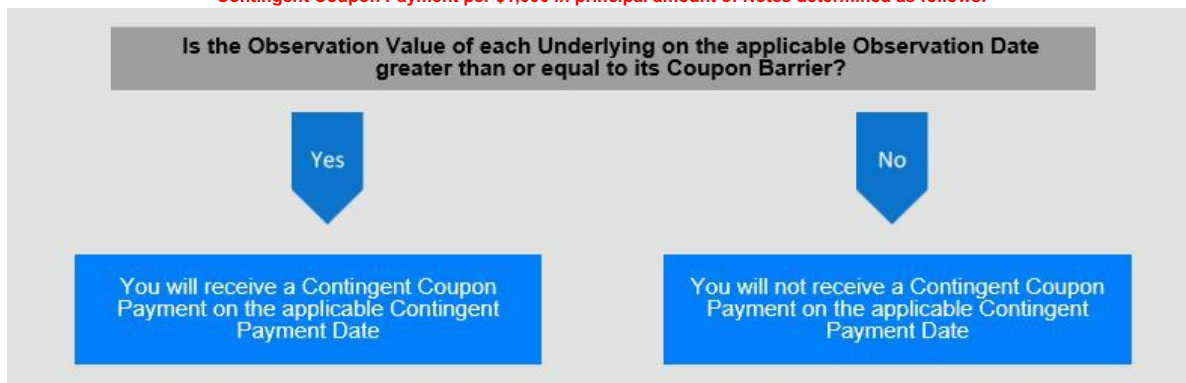 Contingent Coupon Payment per $1,000 in principal amount of Notes determined as follows:
Is the Observation Value of each Underlying on the applicable Observation Date
greater than or equal to its Coupon Barrier?
Yes
No
You will receive a Contingent Coupon
Payment on the applicable Contingent
Payment Date
You will not receive a Contingent Coupon
Payment on the applicable Contingent
Payment Date